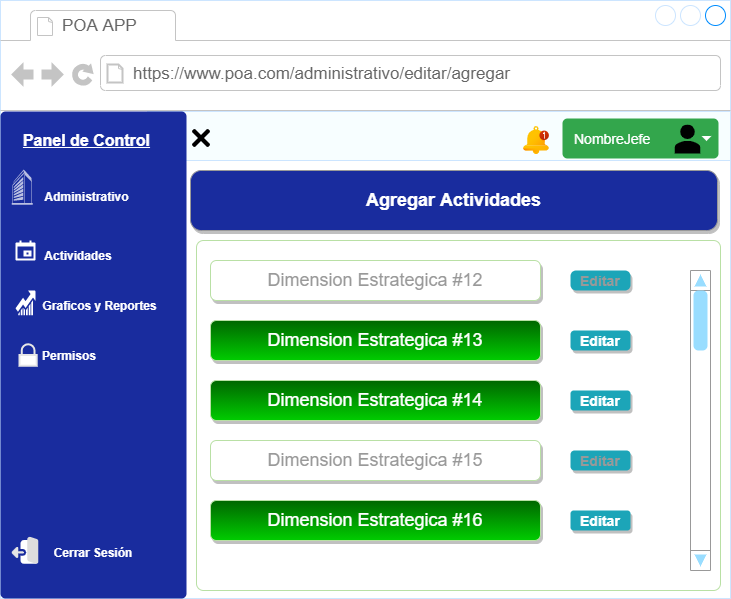 POA APP
https://www.poa.com/administrativo/editar/agregar
Panel de Control
Administrativo
Actividades
Graficos y Reportes
Permisos
Cerrar Sesión
1
NombreJefe
Agregar Actividades
Dimension Estrategica #12 Editar
Dimension Estrategica #13 Editar
Dimension Estrategica #14 Editar
Dimension Estrategica #15 Editar
Dimension Estrategica #16 Editar